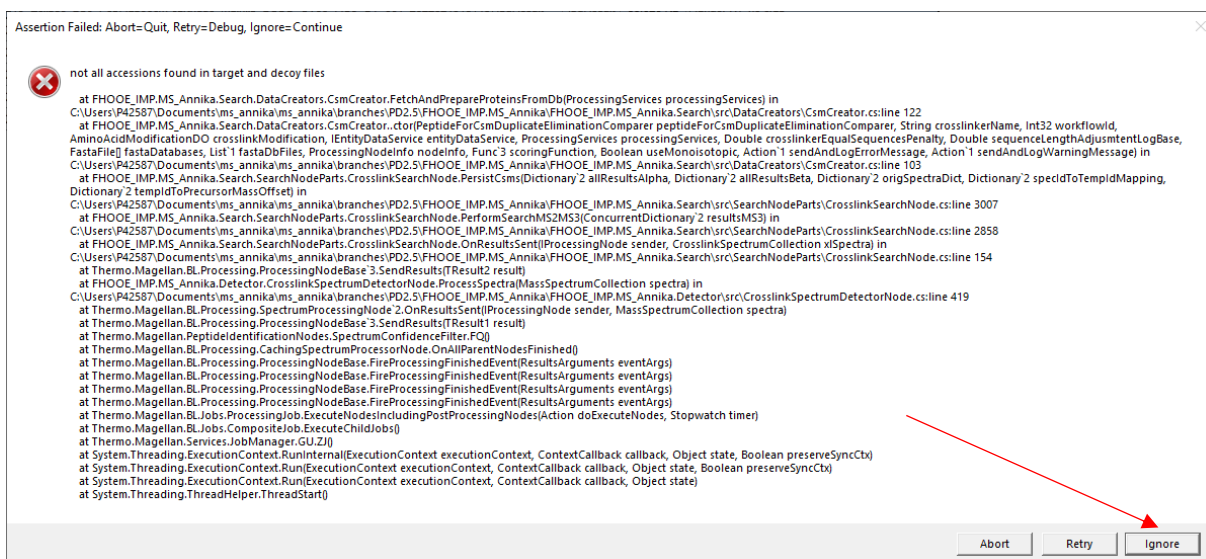 Assertion Failed: Abort=Quit, Retry=Debug, Ignore=Continue
not all accessions found in target and decoy files
at FHOOE_IMP.MS_Annika.Search.DataCreators.CsmCreator.FetchAndPrepareProteinsFromDb(ProcessingServices processingServices) in
C:\Users\P42587\Documents\ms_annika\ms_annika\branches\PD2.5\FHOOE_IMP.MS_Annika\FHOOE_IMP.MS_Annika.Search\src\DataCreators\CsmCreator.cs:line 122
at FHOOE_IMP.MS_Annika.Search.DataCreators.CsmCreator..ctor(PeptideForCsmDuplicateEliminationComparer peptideForCsmDuplicateEliminationComparer, String crosslinkerName, Int32 workflowId,
AminoAcidModificationDO crosslinkModification, IEntityDataService entityDataService, ProcessingServices processingServices, Double crosslinkerEqualSequencesPenalty, Double sequenceLengthAdjusmtentLogBase,
FastaFile[] fastaDatabases, List`1 fastaDbFiles, ProcessingNodeInfo nodeInfo, Func`3 scoringFunction, Boolean useMonoisotopic, Action`1 sendAndLogErrorMessage, Action`1 sendAndLogWarningMessage) in
C:\Users\P42587\Documents\ms_annika\ms_annika\branches\PD2.5\FHOOE_IMP.MS_Annika\FHOOE_IMP.MS_Annika.Search\src\DataCreators\CsmCreator.cs:line 103
at FHOOE_IMP.MS_Annika.Search.SearchNodeParts.CrosslinkSearchNode.PersistCsms(Dictionary`2 allResultsAlpha, Dictionary`2 allResultsBeta, Dictionary`2 origSpectraDict, Dictionary`2 specIdToTempIdMapping,
Dictionary`2 tempIdToPrecursorMassOffset) in
C:\Users\P42587\Documents\ms_annika\ms_annika\branches\PD2.5\FHOOE_IMP.MS_Annika\FHOOE_IMP.MS_Annika.Search\src\SearchNodeParts\CrosslinkSearchNode.cs:line 3007
at FHOOE_IMP.MS_Annika.Search.SearchNodeParts.CrosslinkSearchNode.PerformSearchMS2MS3(ConcurrentDictionary`2 resultsMS3) in
C:\Users\P42587\Documents\ms_annika\ms_annika\branches\PD2.5\FHOOE_IMP.MS_Annika\FHOOE_IMP.MS_Annika.Search\src\SearchNodeParts\CrosslinkSearchNode.cs:line 2858
at FHOOE_IMP.MS_Annika.Search.SearchNodeParts.CrosslinkSearchNode.OnResultsSent(IProcessingNode sender, CrosslinkSpectrumCollection xlSpectra) in
C:\Users\P42587\Documents\ms_annika\ms_annika\branches\PD2.5\FHOOE_IMP.MS_Annika\FHOOE_IMP.MS_Annika.Search\src\SearchNodeParts\CrosslinkSearchNode.cs:line 154
at Thermo.Magellan.BL.Processing.ProcessingNodeBase`3.SendResults(TResult2 result)
at FHOOE_IMP.MS_Annika.Detector.CrosslinkSpectrumDetectorNode.ProcessSpectra(MassSpectrumCollection spectra) in
C:\Users\P42587\Documents\ms_annika\ms_annika\branches\PD2.5\FHOOE_IMP.MS_Annika\FHOOE_IMP.MS_Annika.Detector\src\CrosslinkSpectrumDetectorNode.cs:line 419
at Thermo.Magellan.BL.Processing.SpectrumProcessingNode`2.OnResultsSent(IProcessingNode sender, MassSpectrumCollection spectra)
at Thermo.Magellan.BL.Processing.ProcessingNodeBase`3.SendResults(TResult1 result)
at Thermo.Magellan.PeptideIdentificationNodes.SpectrumConfidenceFilter.FQ()
at Thermo.Magellan.BL.Processing.CachingSpectrumProcessorNode.OnAllParentNodesFinished()
at Thermo.Magellan.BL.Processing.ProcessingNodeBase.FireProcessingFinishedEvent(ResultsArguments eventArgs)
at Thermo.Magellan.BL.Processing.ProcessingNodeBase.FireProcessingFinishedEvent(ResultsArguments eventArgs)
at Thermo.Magellan.BL.Processing.ProcessingNodeBase.FireProcessingFinishedEvent(ResultsArguments eventArgs)
at Thermo.Magellan.BL.Processing.ProcessingNodeBase.FireProcessingFinishedEvent(ResultsArguments eventArgs)
at Thermo.Magellan.BL.Jobs.ProcessingJob.ExecuteNodesIncludingPostProcessingNodes(Action doExecuteNodes, Stopwatch timer)
at Thermo.Magellan.BL.Jobs.CompositeJob.ExecuteChildJobs()
at Thermo.Magellan.Services.JobManager.GU.ZJ()
at System.Threading.ExecutionContext.RunInternal(ExecutionContext executionContext, ContextCallback callback, Object state, Boolean preserveSyncCtx)
at System.Threading.ExecutionContext.Run(ExecutionContext executionContext, ContextCallback callback, Object state, Boolean preserveSyncCtx)
at System.Threading.ExecutionContext.Run(ExecutionContext executionContext, ContextCallback callback, Object state)
at System.Threading.ThreadHelper.ThreadStart()
Abort Retry Ignore